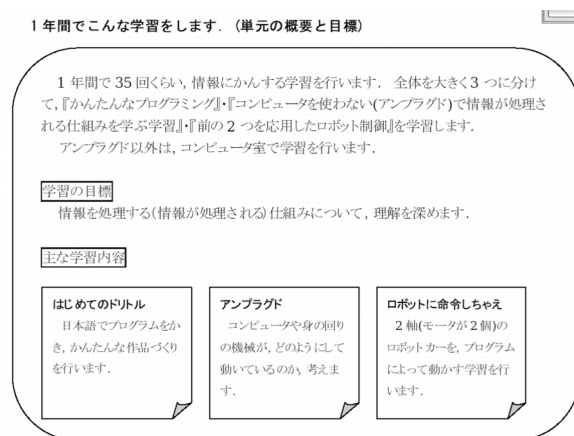 1年間でこんな学習をします．(単元の概要と目標)
1 年間で 35 回くらい, 情報にかんする学習を行います． 全体を大きく3 つに分け
て,『かんたんなプログラミング』・『コンピュータを使わない(アンプラグド)で情報が処理さ
れる仕組みを学ぶ学習』・『前の2 つを応用したロボット制御』を学習します．
アンプラグド以外は, コンピュータ室で学習を行います．
学習の目標
情報を処理する(情報が処理される)仕組みについて, 理解を深めます．
主な学習内容
はじめてのドリトル
日本語でプログラムをか
き, かんたんな作品づくり
を行います．
アンプラグド
コンピュータや身の回り
の機械が, どのようにして
動いているのか, 考えま
す．
ロボットに命令しちゃえ
2 軸(モータが2個)の
ロボットカーを, プログラム
によって動かす学習を行
います．